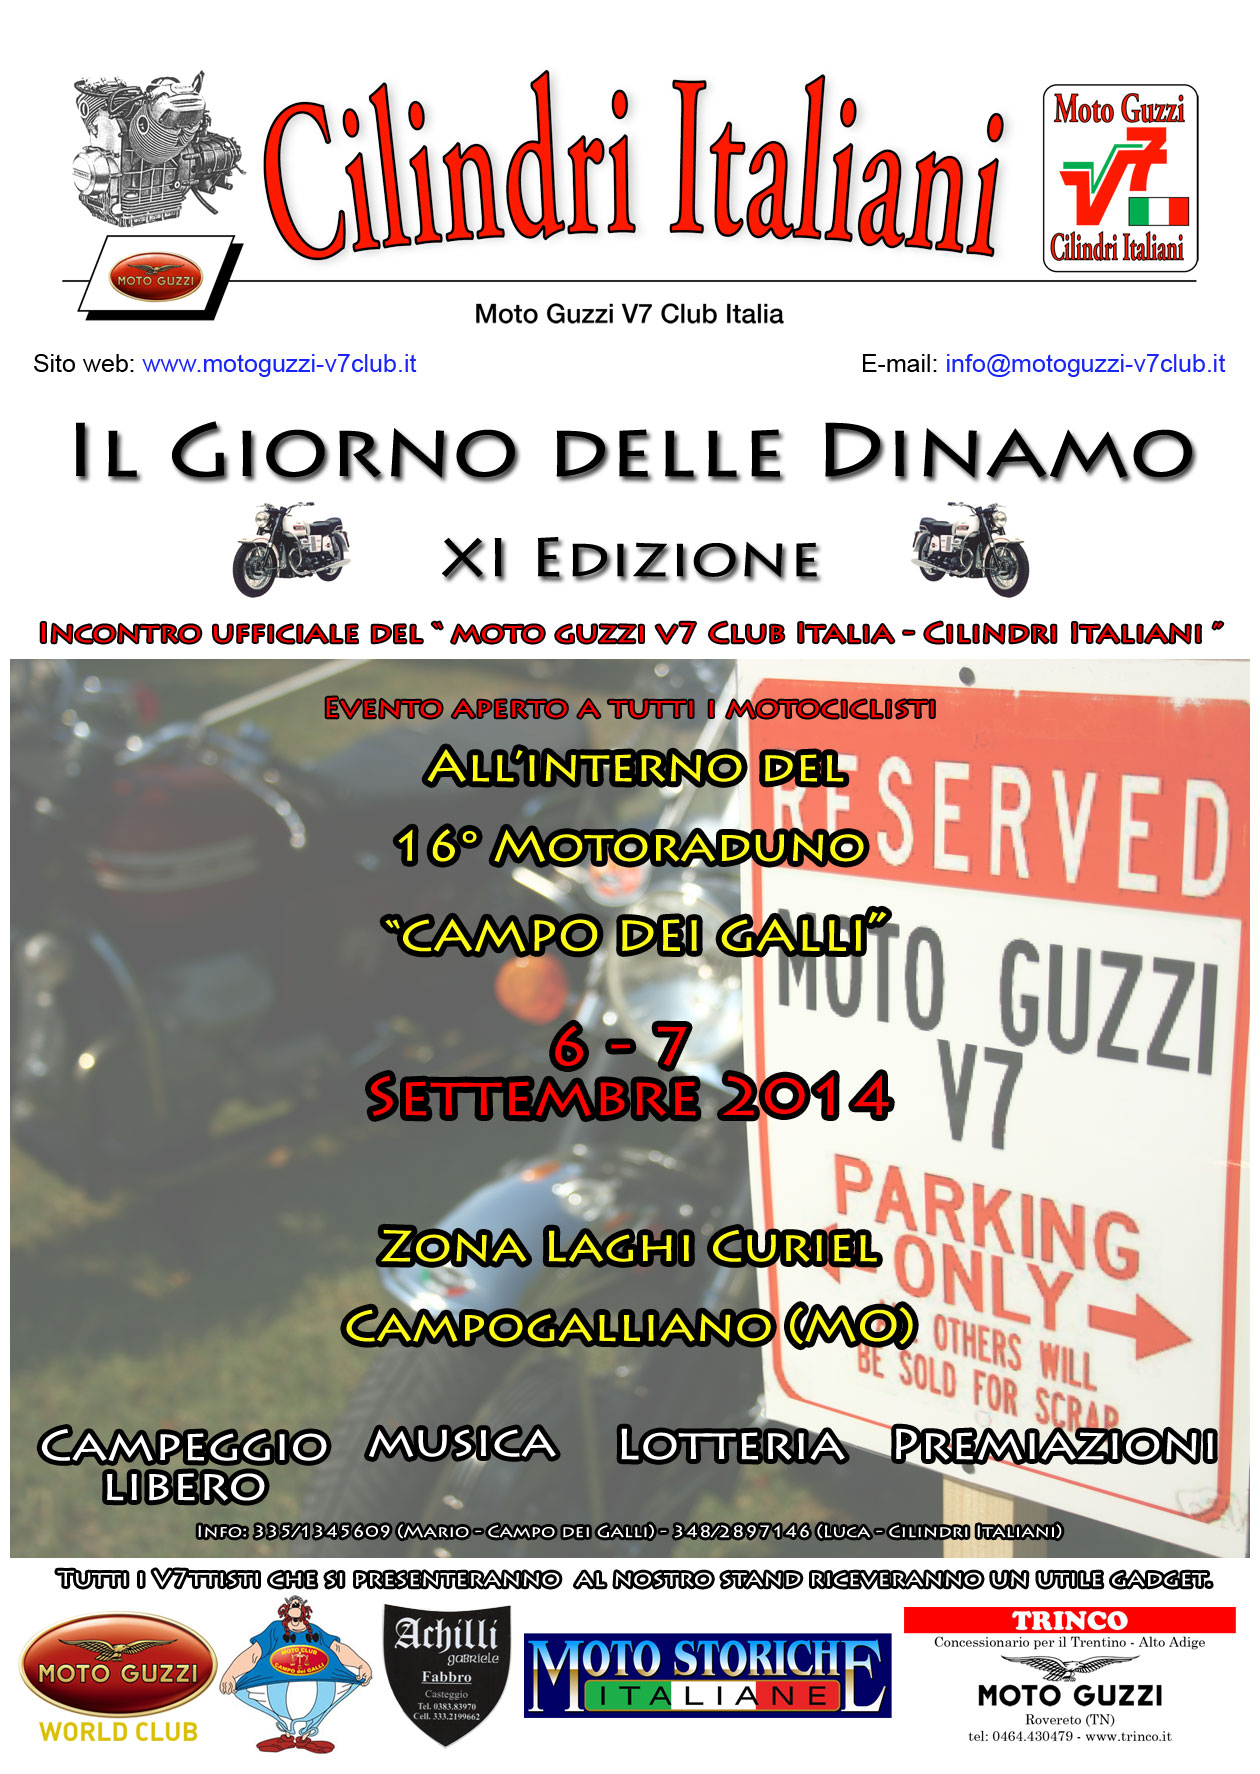 Cilindri Italiani
Moto Guzzi
V7
Cilindri Italiani
MOTO GUZZI
Moto Guzzi V7 Club Italia
Sito web: www.motoguzzi-v7club.it
E-mail: info@motoguzzi-v7club.it
Il Giorno delle Dinamo
XI Edizione
Incontro ufficiale del “ moto guzzi v7 Club Italia - Cilindri Italiani ”
Evento aperto a tutti i motociclisti
All’interno del
16° Motoraduno
“campo dei galli”
6 - 7
Settembre 2014
Zona Laghi Curiel
Campogalliano (MO)
RESERVED
MOTO GUZZI
V7
PARKING
ONLY
OTHERS WILL
BE SOLD FOR SCRAP
Campeggio
libero
musica
Lotteria
Premiazioni
Info: 335/1345609 (Mario - Campo dei Galli) - 348/2897146 (Luca - Cilindri Italiani)
Tutti i V7ttisti che si presenteranno al nostro stand riceveranno un utile gadget.
MOTO GUZZI
WORLD CLUB
MOTO CLUB
CAMPO dei GALLI
Achilli
gabriele
Fabbro
Casteggio
Tel. 0383.83970
Cell. 333.2199662
MOTO STORICHE
ITALIANE
TRINCO
Concessionario per il Trentino - Alto Adige
MOTO GUZZI
Rovereto (TN)
tel: 0464.430479 - www.trinco.it